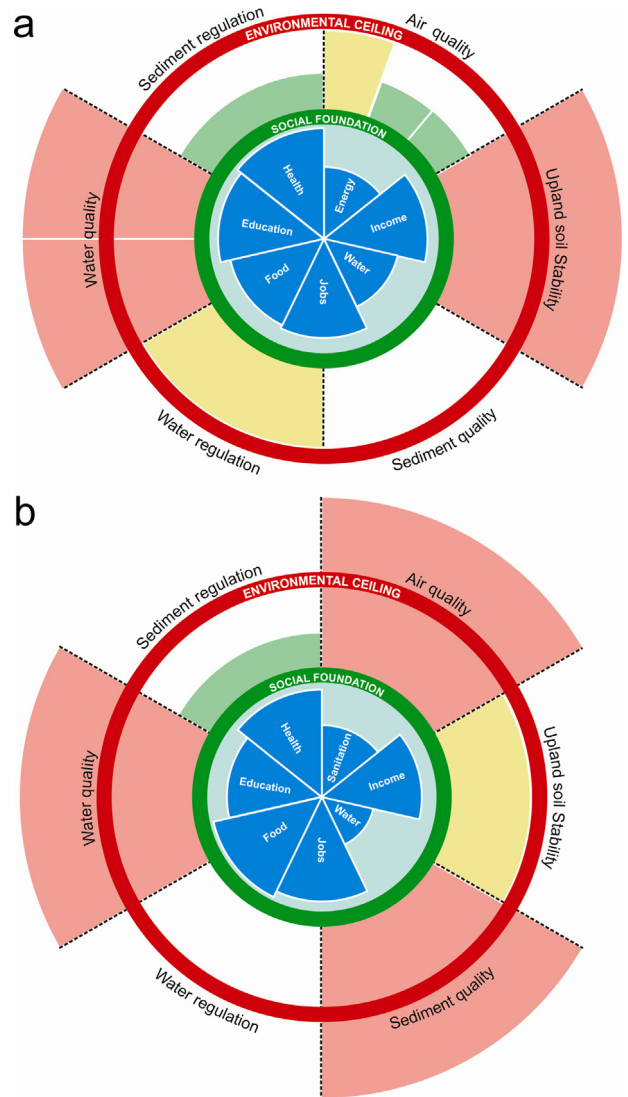 a
ENVIRONMENTAL CEILING
Sediment regulation
Air quality
SOCIAL FOUNDATION
Health
Energy
Education
Income
Food
Jobs
Water
Water quality
Upland soil Stability
Water regulation
Sediment quality
b
ENVIRONMENTAL CEILING
Sediment regulation
Air quality
SOCIAL FOUNDATION
Health
Sanitation
Education
Income
Food
Jobs
Water
Water quality
Upland soil Stability
Water regulation
Sediment quality